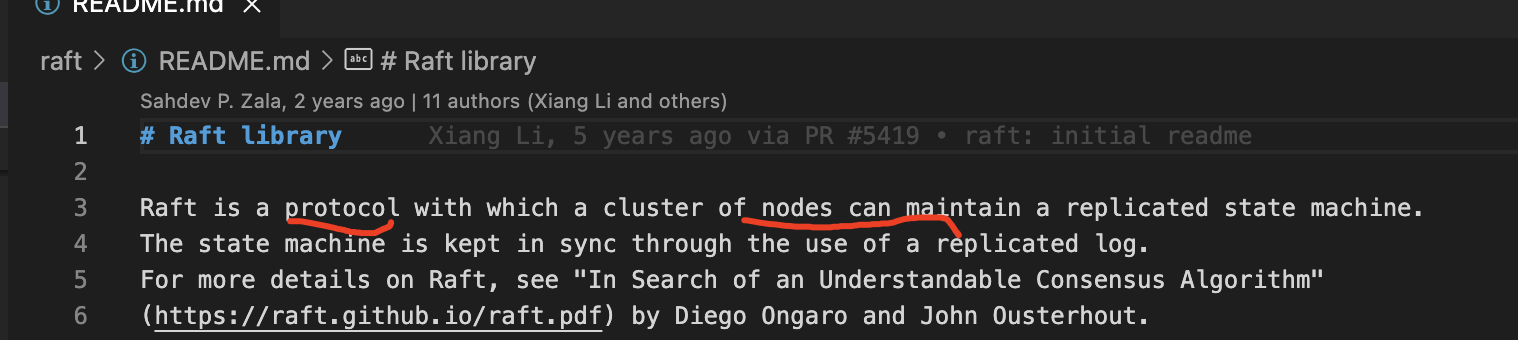 README.md ×
raft > README.md > abc # Raft library
Sahdev P. Zala, 2 years ago | 11 authors (Xiang Li and others)
1 # Raft library Xiang Li, 5 years ago via PR #5419 • raft: initial readme
2
3 Raft is a protocol with which a cluster of nodes can maintain a replicated state machine.
4 The state machine is kept in sync through the use of a replicated log.
5 For more details on Raft, see "In Search of an Understandable Consensus Algorithm"
6 (https://raft.github.io/raft.pdf) by Diego Ongaro and John Ousterhout.